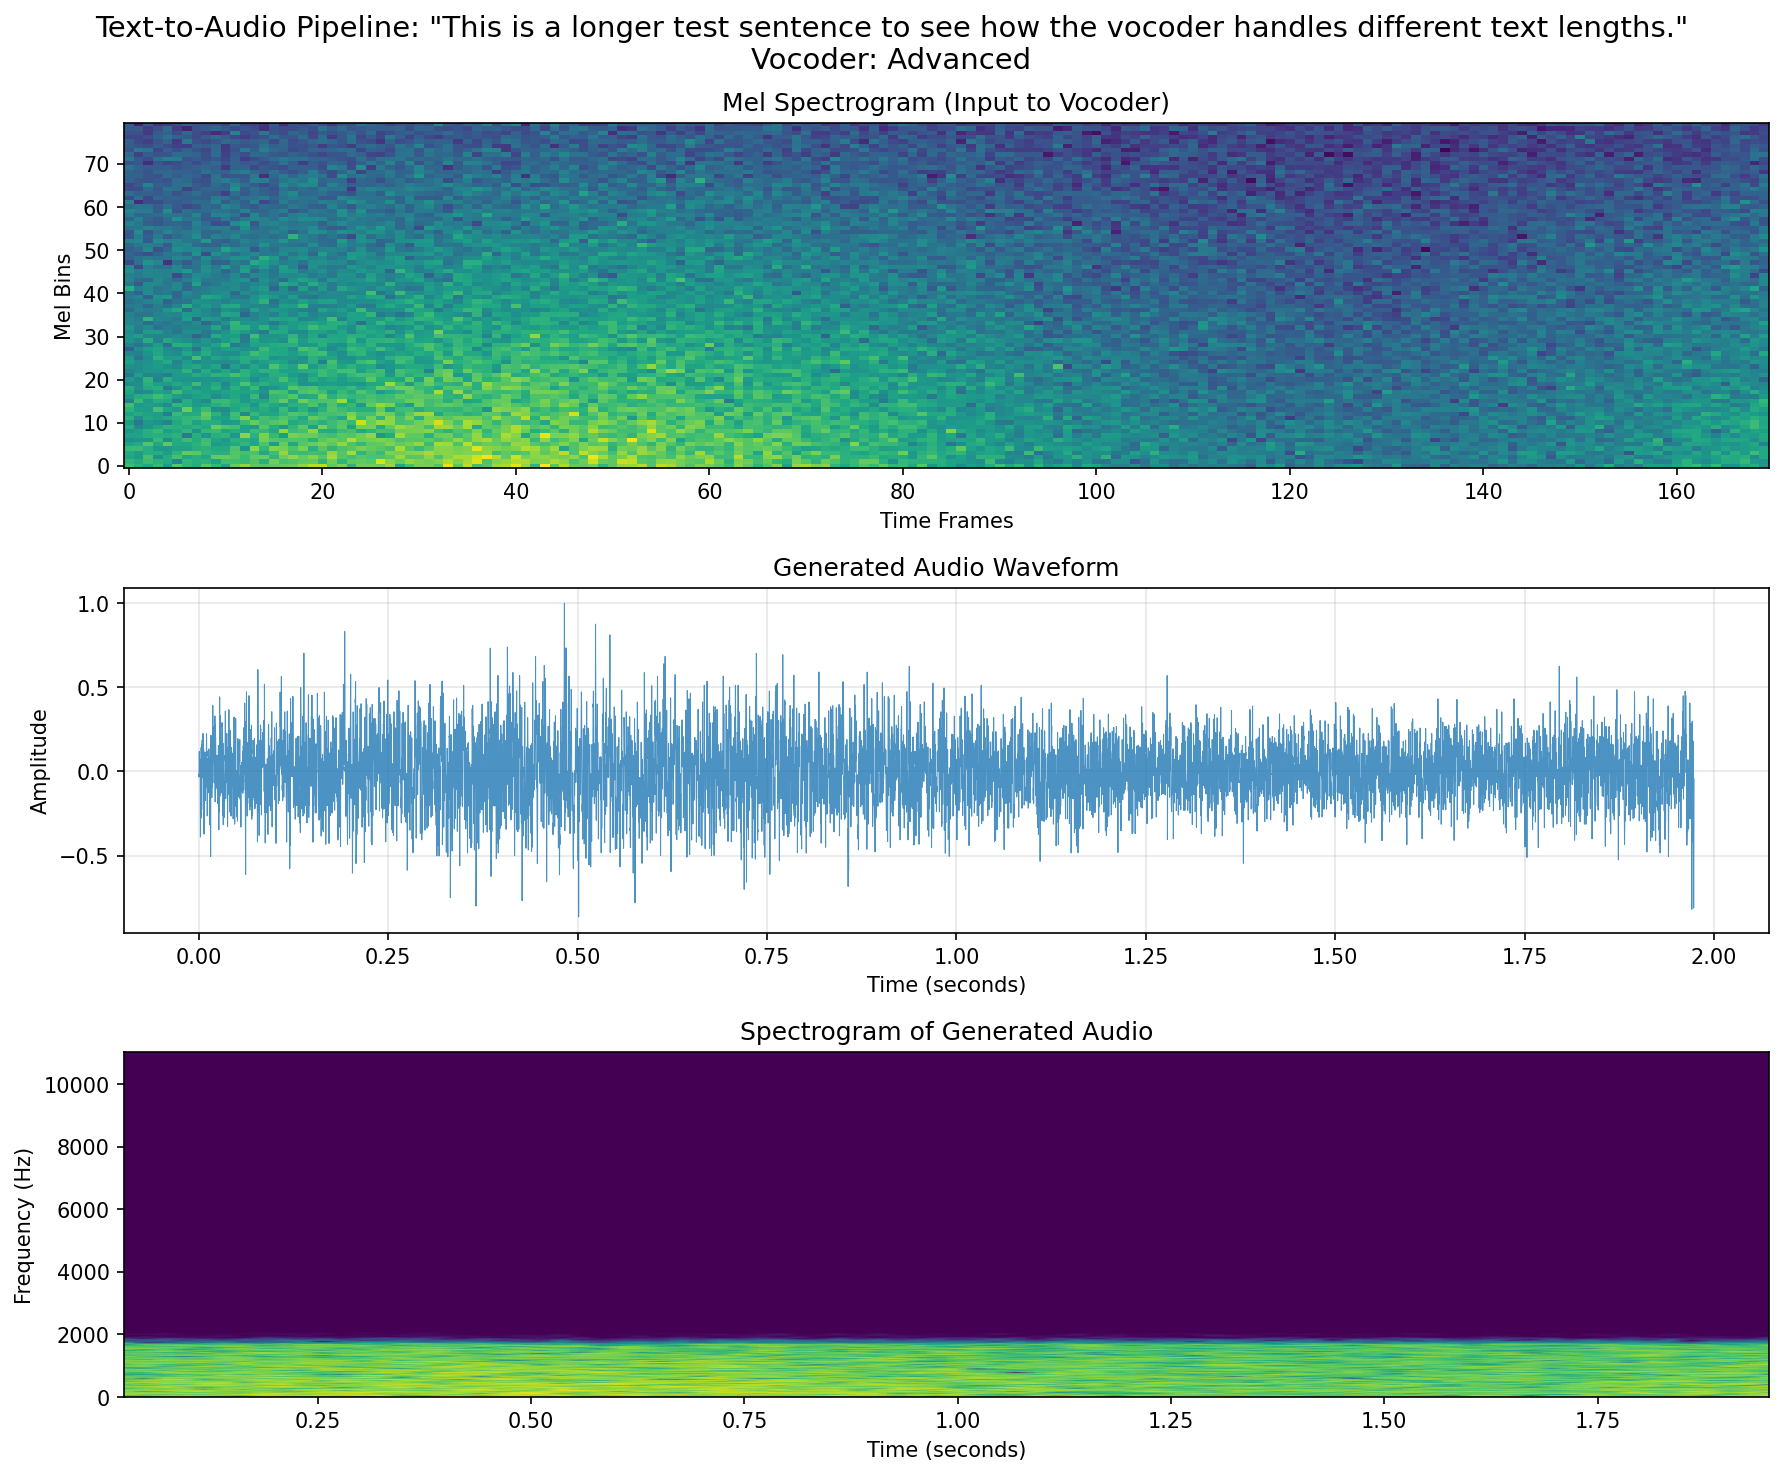 Text-to-Audio Pipeline: "This is a longer test sentence to see how the vocoder handles different text lengths."
Vocoder: Advanced
Mel Spectrogram (Input to Vocoder)
70
60
50
40
30
20
10
0
Mel Bins
0 20 40 60 80 100 120 140 160
Time Frames
Generated Audio Waveform
1.0
0.5
0.0
−0.5
Amplitude
0.00 0.25 0.50 0.75 1.00 1.25 1.50 1.75 2.00
Time (seconds)
Spectrogram of Generated Audio
10000
8000
6000
4000
2000
0
Frequency (Hz)
0.25 0.50 0.75 1.00 1.25 1.50 1.75
Time (seconds)